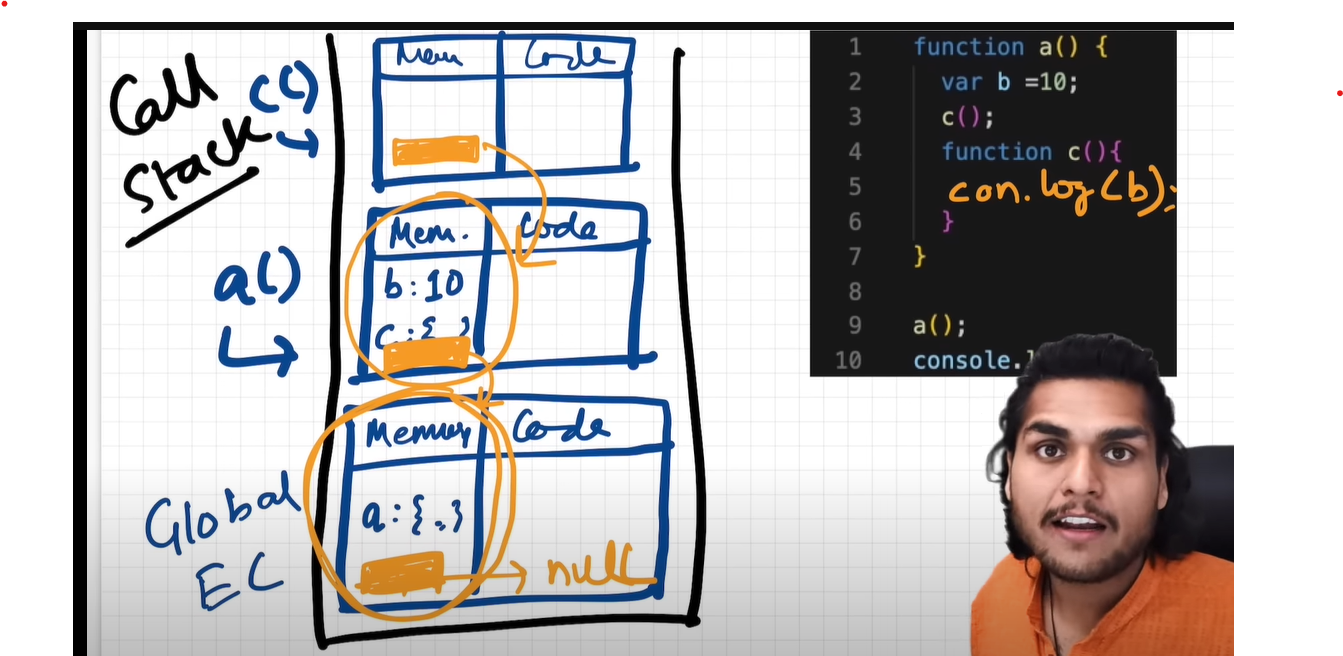 Call
Stack
c()
Mem
Code
a()
Mem.
Code
b:10
c:{ }
Global
EC
Memory
Code
a:{.}
null
1 function a() {
2 var b =10;
3 c();
4 function c(){
5 con.log(b);
6 }
7 }
8
9 a();
10 console.